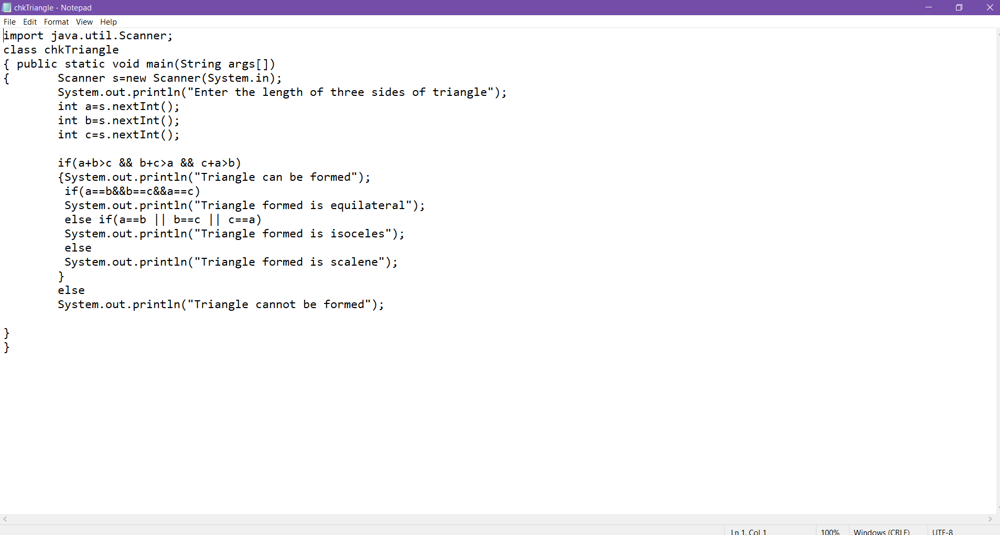 chkTriangle - Notepad
File Edit Format View Help
import java.util.Scanner;
class chkTriangle
{ public static void main(String args[])
{       Scanner s=new Scanner(System.in);
        System.out.println("Enter the length of three sides of triangle");
        int a=s.nextInt();
        int b=s.nextInt();
        int c=s.nextInt();

        if(a+b>c && b+c>a && c+a>b)
        {System.out.println("Triangle can be formed");
         if(a==b&&b==c&&a==c)
         System.out.println("Triangle formed is equilateral");
         else if(a==b || b==c || c==a)
         System.out.println("Triangle formed is isoceles");
         else
         System.out.println("Triangle formed is scalene");
        }
        else
        System.out.println("Triangle cannot be formed");

}
}
Ln 1, Col 1 100% Windows (CRLF) UTF-8